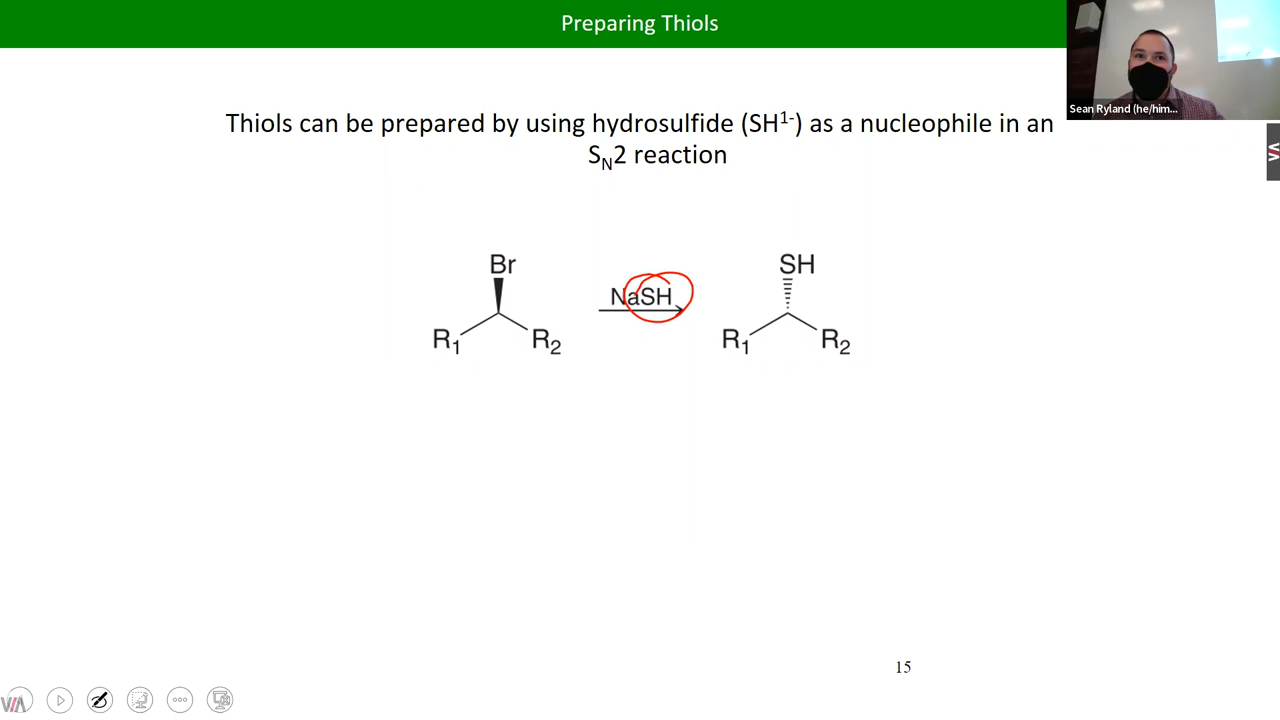 Preparing Thiols
Sean Ryland (he/him...
Thiols can be prepared by using hydrosulfide (SH1-) as a nucleophile in an
SN2 reaction
Br
NaSH
SH
R1
R2
R1
R2
15